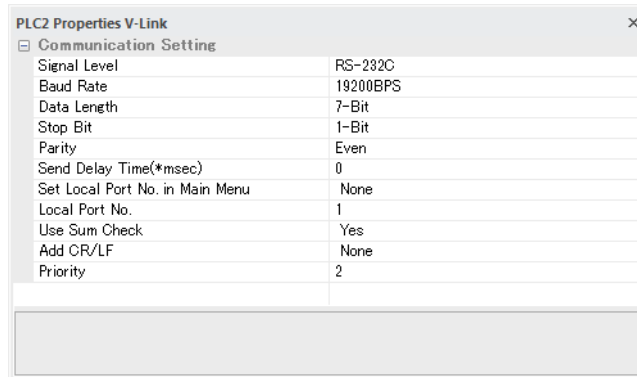 PLC2 Properties V-Link
Communication Setting
Signal Level RS-232C
Baud Rate 19200BPS
Data Length 7-Bit
Stop Bit 1-Bit
Parity Even
Send Delay Time(*msec) 0
Set Local Port No. in Main Menu None
Local Port No. 1
Use Sum Check Yes
Add CR/LF None
Priority 2